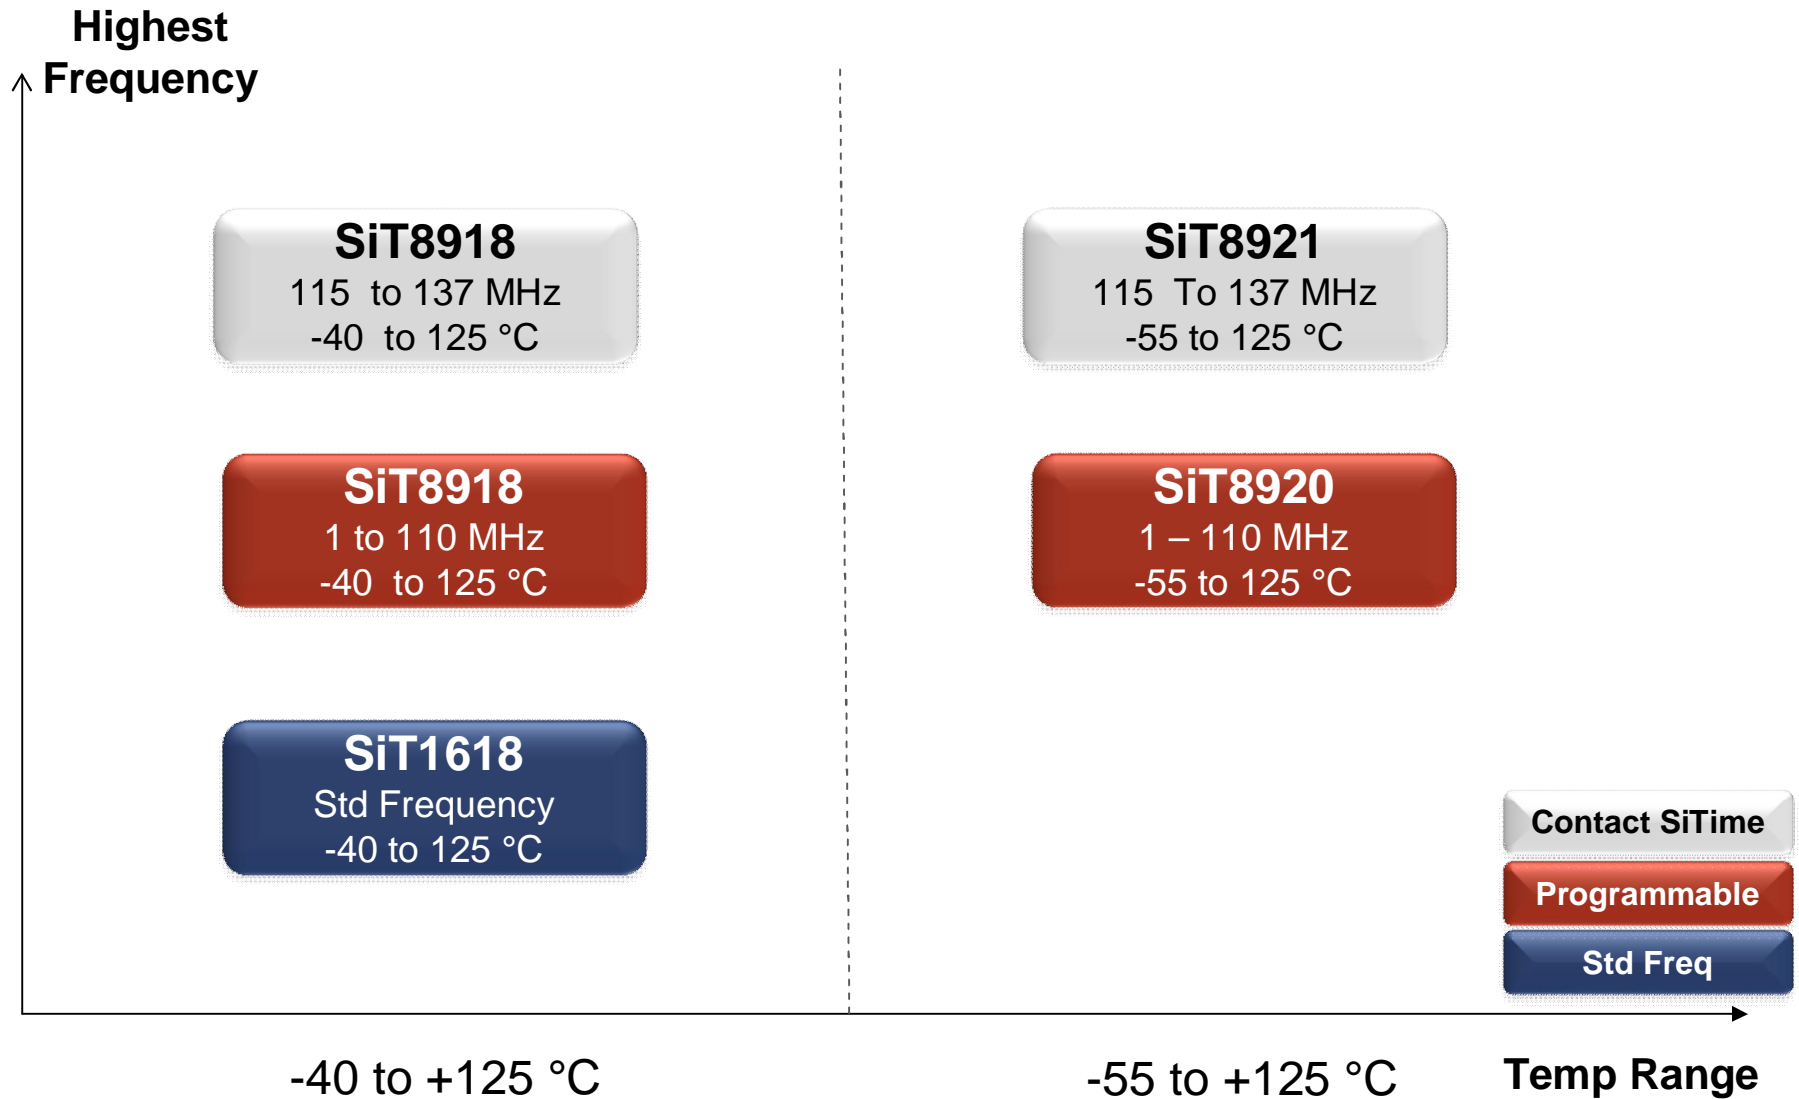 Highest
Frequency
SiT8918
115 to 137 MHz
-40 to 125 °C
SiT8921
115 To 137 MHz
-55 to 125 °C
SiT8918
1 to 110 MHz
-40 to 125 °C
SiT8920
1 – 110 MHz
-55 to 125 °C
SiT1618
Std Frequency
-40 to 125 °C
Contact SiTime
Programmable
Std Freq
-40 to +125 °C
-55 to +125 °C
Temp Range